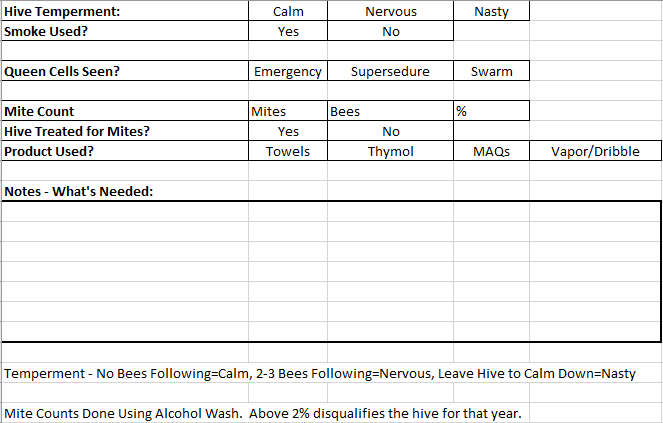 Hive Temperment: Calm Nervous Nasty
Smoke Used? Yes No
Queen Cells Seen? Emergency Supersedure Swarm
Mite Count Mites Bees %
Hive Treated for Mites? Yes No
Product Used? Towels Thymol MAQs Vapor/Dribble
Notes - What's Needed:
Temperment - No Bees Following=Calm, 2-3 Bees Following=Nervous, Leave Hive to Calm Down=Nasty
Mite Counts Done Using Alcohol Wash.  Above 2% disqualifies the hive for that year.